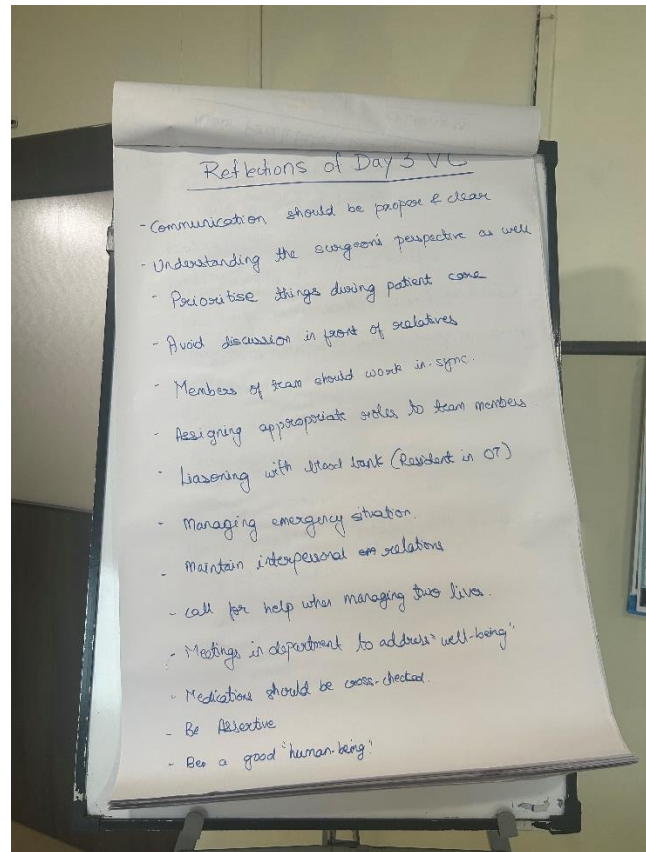 Reflections of Day 3 VC
- Communication should be proper & clear
- Understanding the surgeon's perspective as well
- Prioritise things during patient care
- Avoid discussion in front of relatives
- Members of team should work in-sync.
- Assigning appropriate roles to team members
- Liasoning with blood bank (Resident in OT)
- Managing emergency situation.
- Maintain interpersonal relations
- call for help when managing two lives.
- Meetings in department to address "well-being"
- Medications should be cross-checked.
- Be Assertive
- Be a good "human-being"